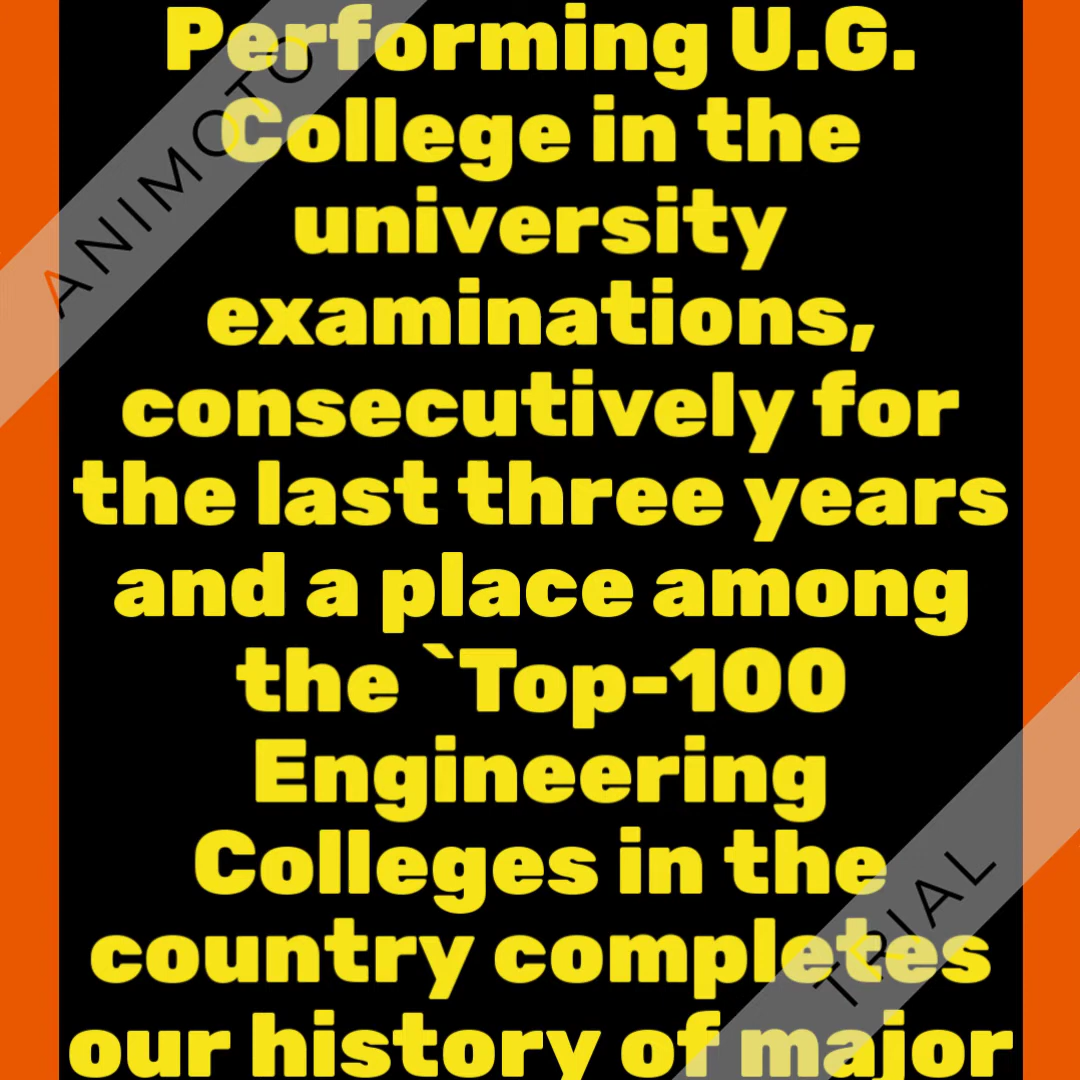 Performing U.G.
College in the
university
examinations,
consecutively for
the last three years
and a place among
the `Top-100
Engineering
Colleges in the
country completes
our history of major
ANIMOTO
TRIAL